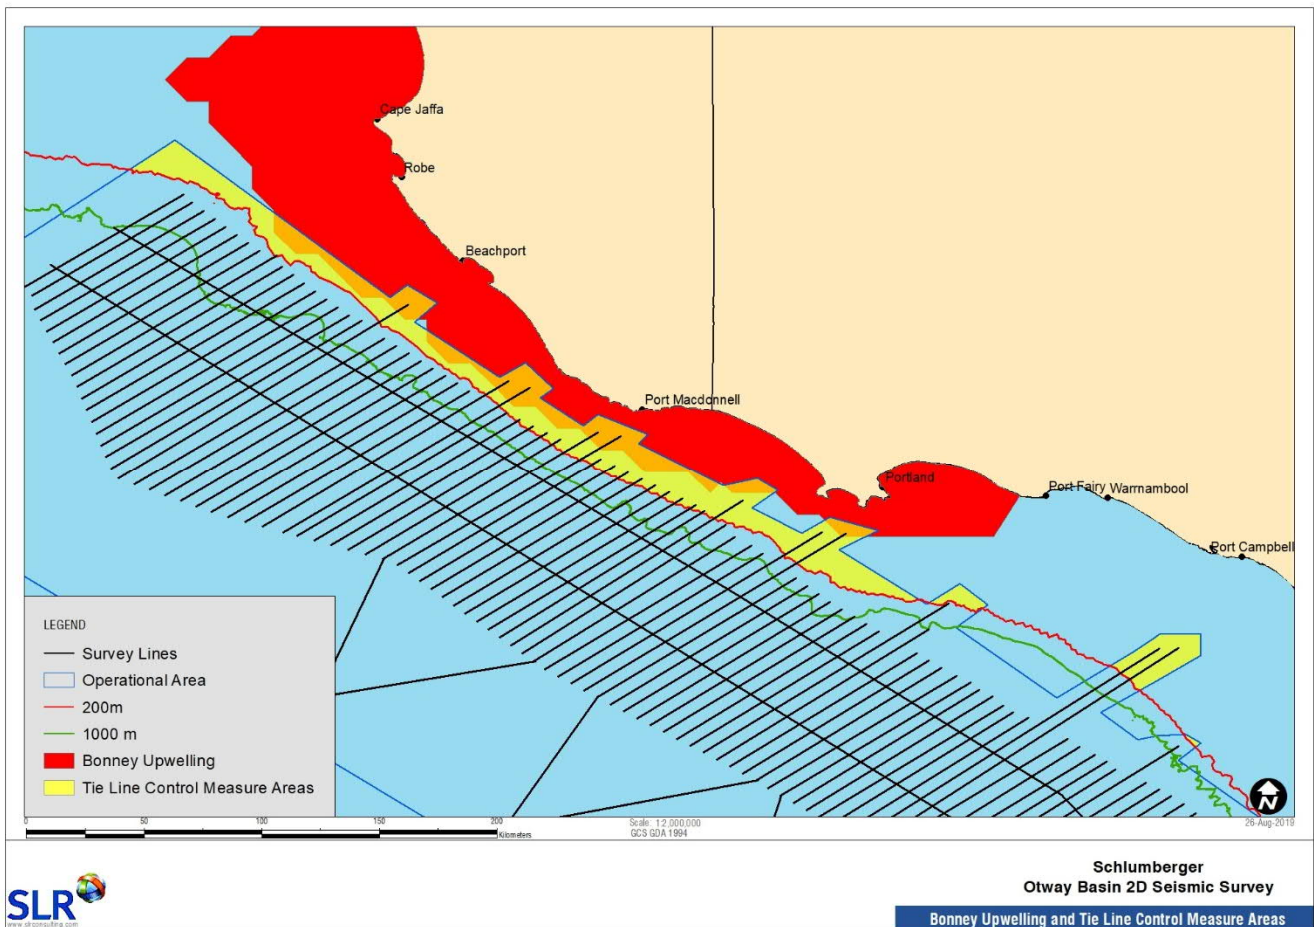 Cape Jaffa
Robe
Beachport
Port Macdonnell
Portland
Port Fairy
Warrnambool
Port Campbell
LEGEND
Survey Lines
Operational Area
200m
1000 m
Bonney Upwelling
Tie Line Control Measure Areas
N
0 50 100 150 200
Kilometers
Scale: 1:2,000,000
GCS GDA 1994
26-Aug-2019
SLR
www.slrconsulting.com
Schlumberger
Otway Basin 2D Seismic Survey
Bonney Upwelling and Tie Line Control Measure Areas